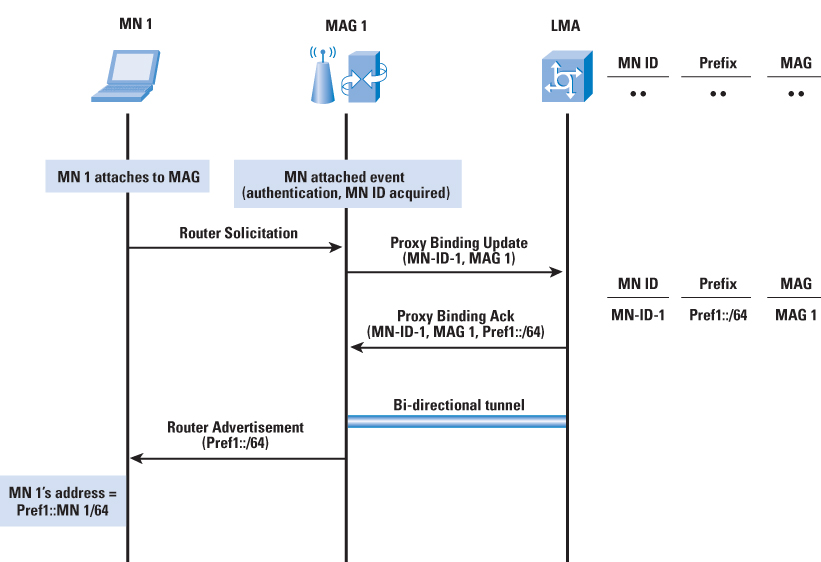 MN 1
MAG 1
LMA
MN ID Prefix MAG
•• •• ••
MN 1 attaches to MAG
MN attached event
(authentication, MN ID acquired)
Router Solicitation
Proxy Binding Update
(MN-ID-1, MAG 1)
MN ID Prefix MAG
MN-ID-1 Pref1::/64 MAG 1
Proxy Binding Ack
(MN-ID-1, MAG 1, Pref1::/64)
Bi-directional tunnel
Router Advertisement
(Pref1::/64)
MN 1's address =
Pref1::MN 1/64